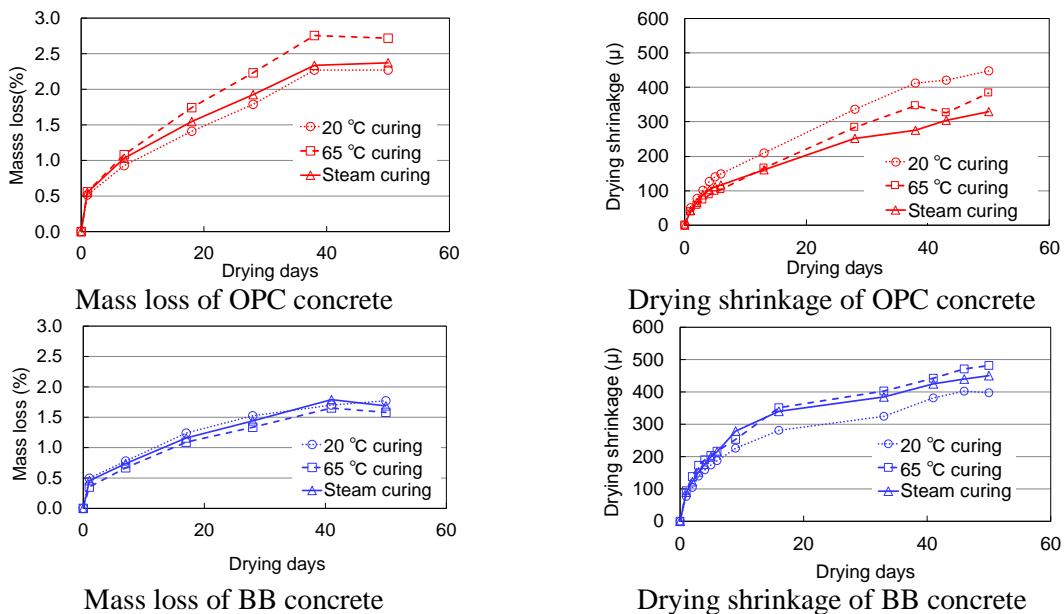 Masss loss(%)
3.0
2.5
2.0
1.5
1.0
0.5
0.0
20 ℃ curing
65 ℃ curing
Steam curing
0 20 40 60
Drying days
Mass loss of OPC concrete
Drying shrinakge (μ)
600
500
400
300
200
100
0
20 ℃ curing
65 ℃ curing
Steam curing
0 20 40 60
Drying days
Drying shrinkage of OPC concrete
Mass loss (%)
3.0
2.5
2.0
1.5
1.0
0.5
0.0
20 ℃ curing
65 ℃ curing
Steam curing
0 20 40 60
Drying days
Mass loss of BB concrete
Drying shrinkage (μ)
600
500
400
300
200
100
0
20 ℃ curing
65 ℃ curing
Steam curing
0 20 40 60
Drying days
Drying shrinkage of BB concrete